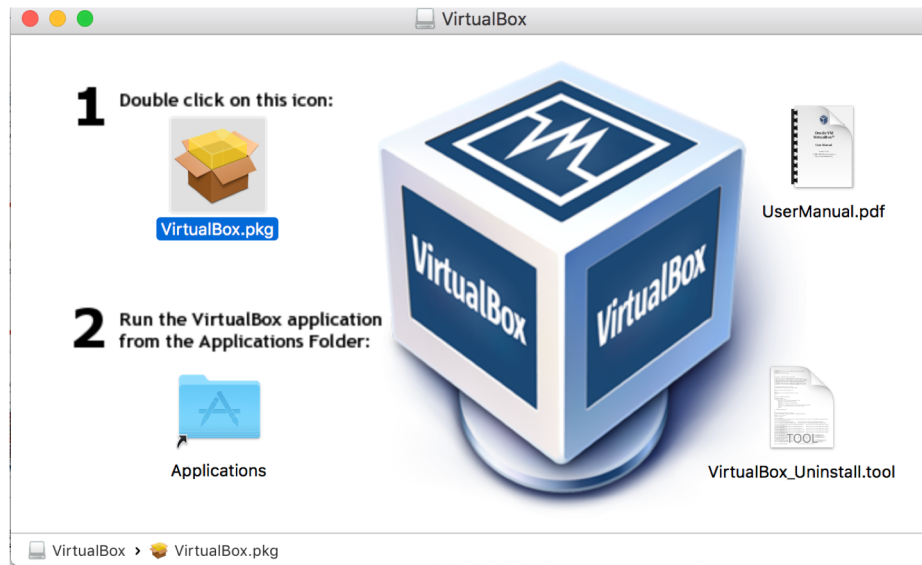 VirtualBox
1 Double click on this icon:
VirtualBox.pkg
2 Run the VirtualBox application
from the Applications Folder:
Applications
VirtualBox
VirtualBox
UserManual.pdf
TOOL
VirtualBox_Uninstall.tool
VirtualBox › VirtualBox.pkg